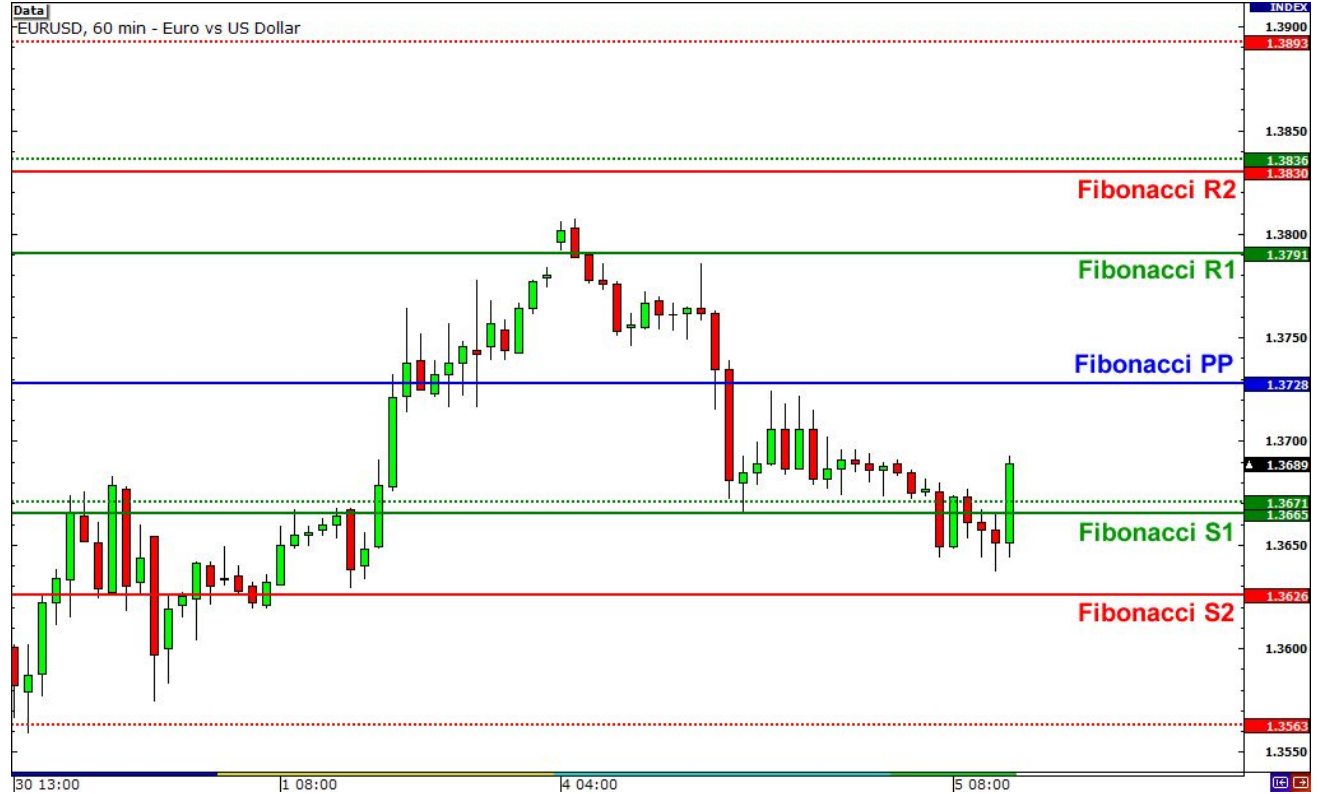 Data
EURUSD, 60 min - Euro vs US Dollar
INDEX
1.3900
1.3893
1.3850
1.3836
1.3830
Fibonacci R2
1.3800
1.3791
Fibonacci R1
1.3750
Fibonacci PP
1.3728
1.3700
1.3689
1.3671
1.3665
Fibonacci S1
1.3650
1.3626
Fibonacci S2
1.3600
1.3563
1.3550
30 13:00 1 08:00 4 04:00 5 08:00